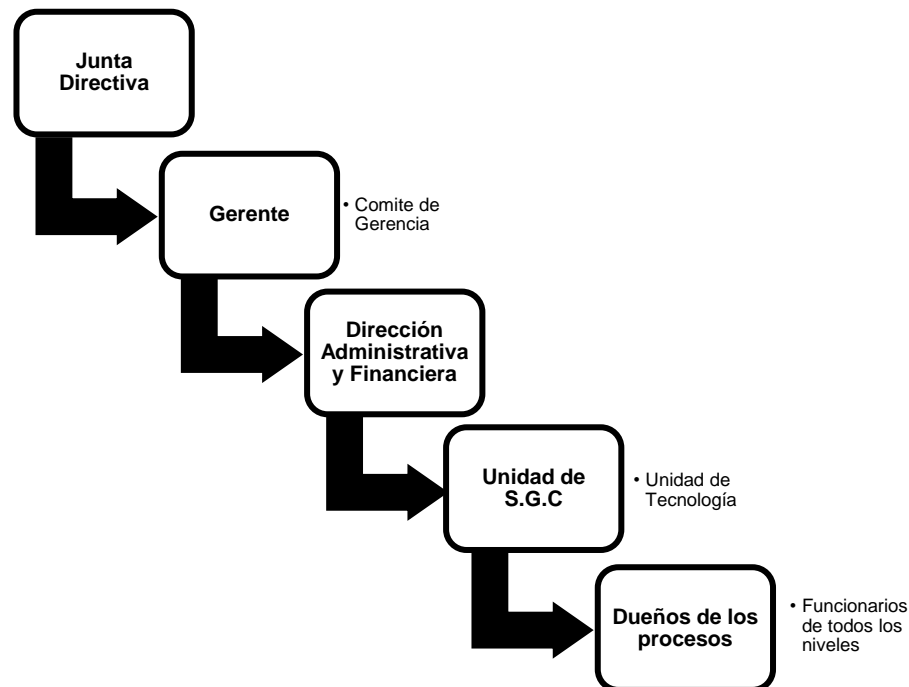 Junta
Directiva
Gerente
• Comite de
Gerencia
Dirección
Administrativa
y Financiera
Unidad de
S.G.C
• Unidad de
Tecnología
Dueños de los
procesos
• Funcionarios
de todos los
niveles